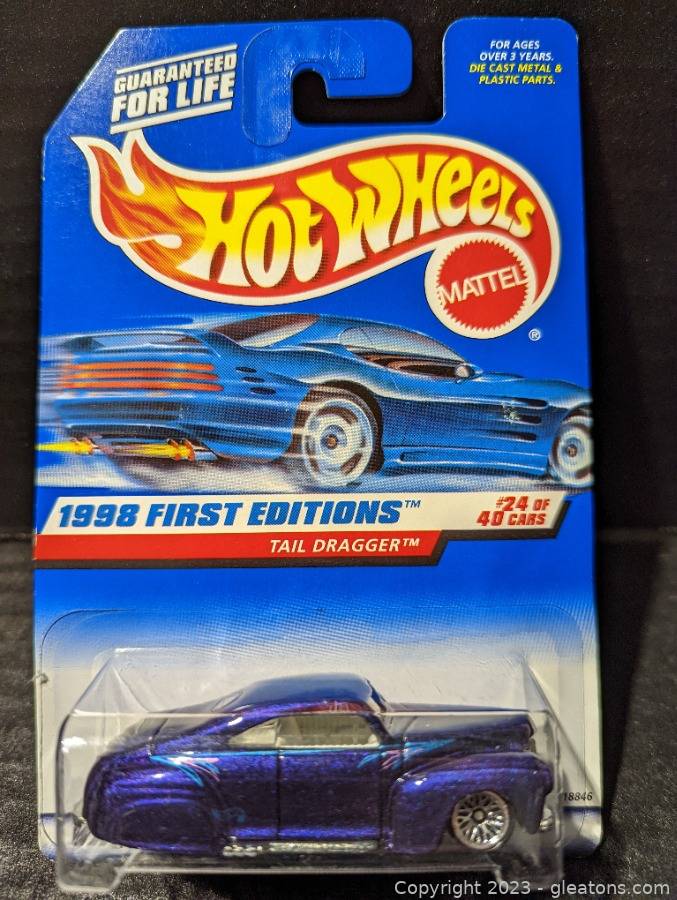 GUARANTEED
FOR LIFE
FOR AGES
OVER 3 YEARS.
DIE CAST METAL &
PLASTIC PARTS.
HOT WHEELS
MATTEL
®
1998 FIRST EDITIONS™
#24 OF
40 CARS
TAIL DRAGGER™
18846
Copyright 2023 - gleatons.com